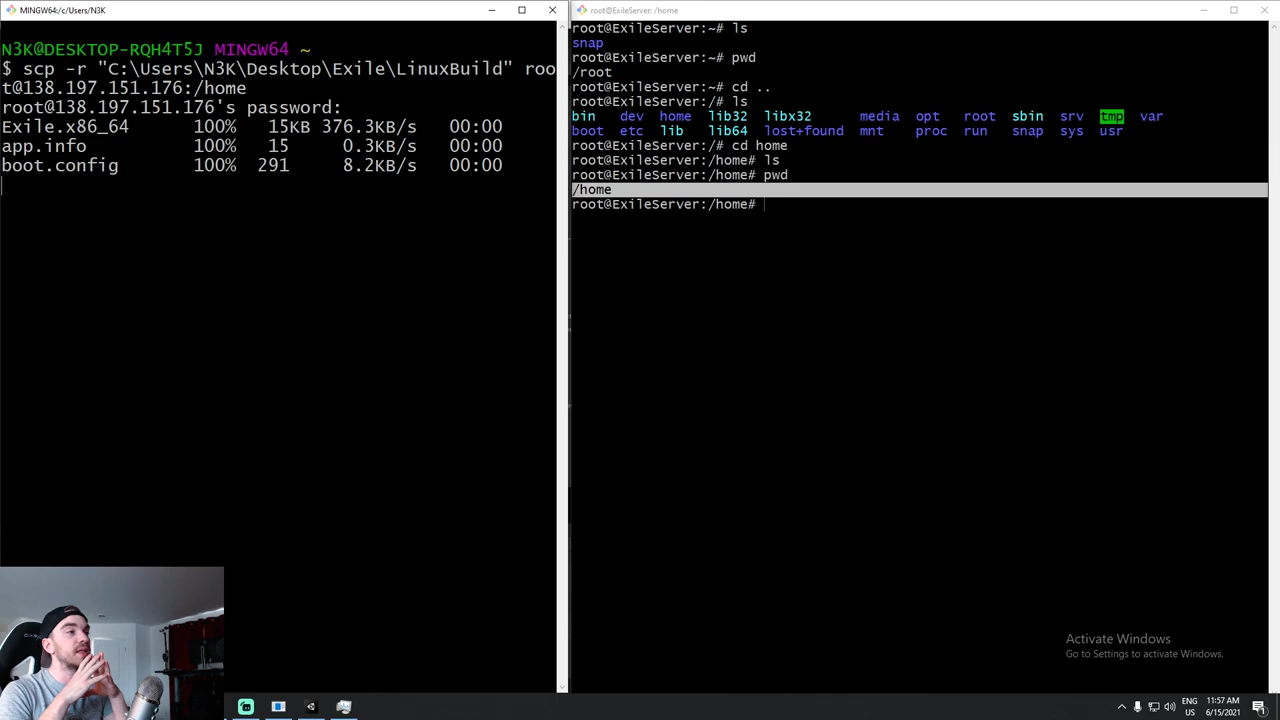 MINGW64:/c/Users/N3K
N3K@DESKTOP-RQH4T5J MINGW64 ~
$ scp -r "C:\Users\N3K\Desktop\Exile\LinuxBuild" roo
t@138.197.151.176:/home
root@138.197.151.176's password:
Exile.x86_64 100% 15KB 376.3KB/s 00:00
app.info 100% 15 0.3KB/s 00:00
boot.config 100% 291 8.2KB/s 00:00
root@ExileServer: /home
root@ExileServer:~# ls
snap
root@ExileServer:~# pwd
/root
root@ExileServer:~# cd ..
root@ExileServer:/# ls
bin dev home lib32 libx32 media opt root sbin srv tmp var
boot etc lib lib64 lost+found mnt proc run snap sys usr
root@ExileServer:/# cd home
root@ExileServer:/home# ls
root@ExileServer:/home# pwd
/home
root@ExileServer:/home#
Activate Windows
Go to Settings to activate Windows.
ENG
US
11:57 AM
6/15/2021